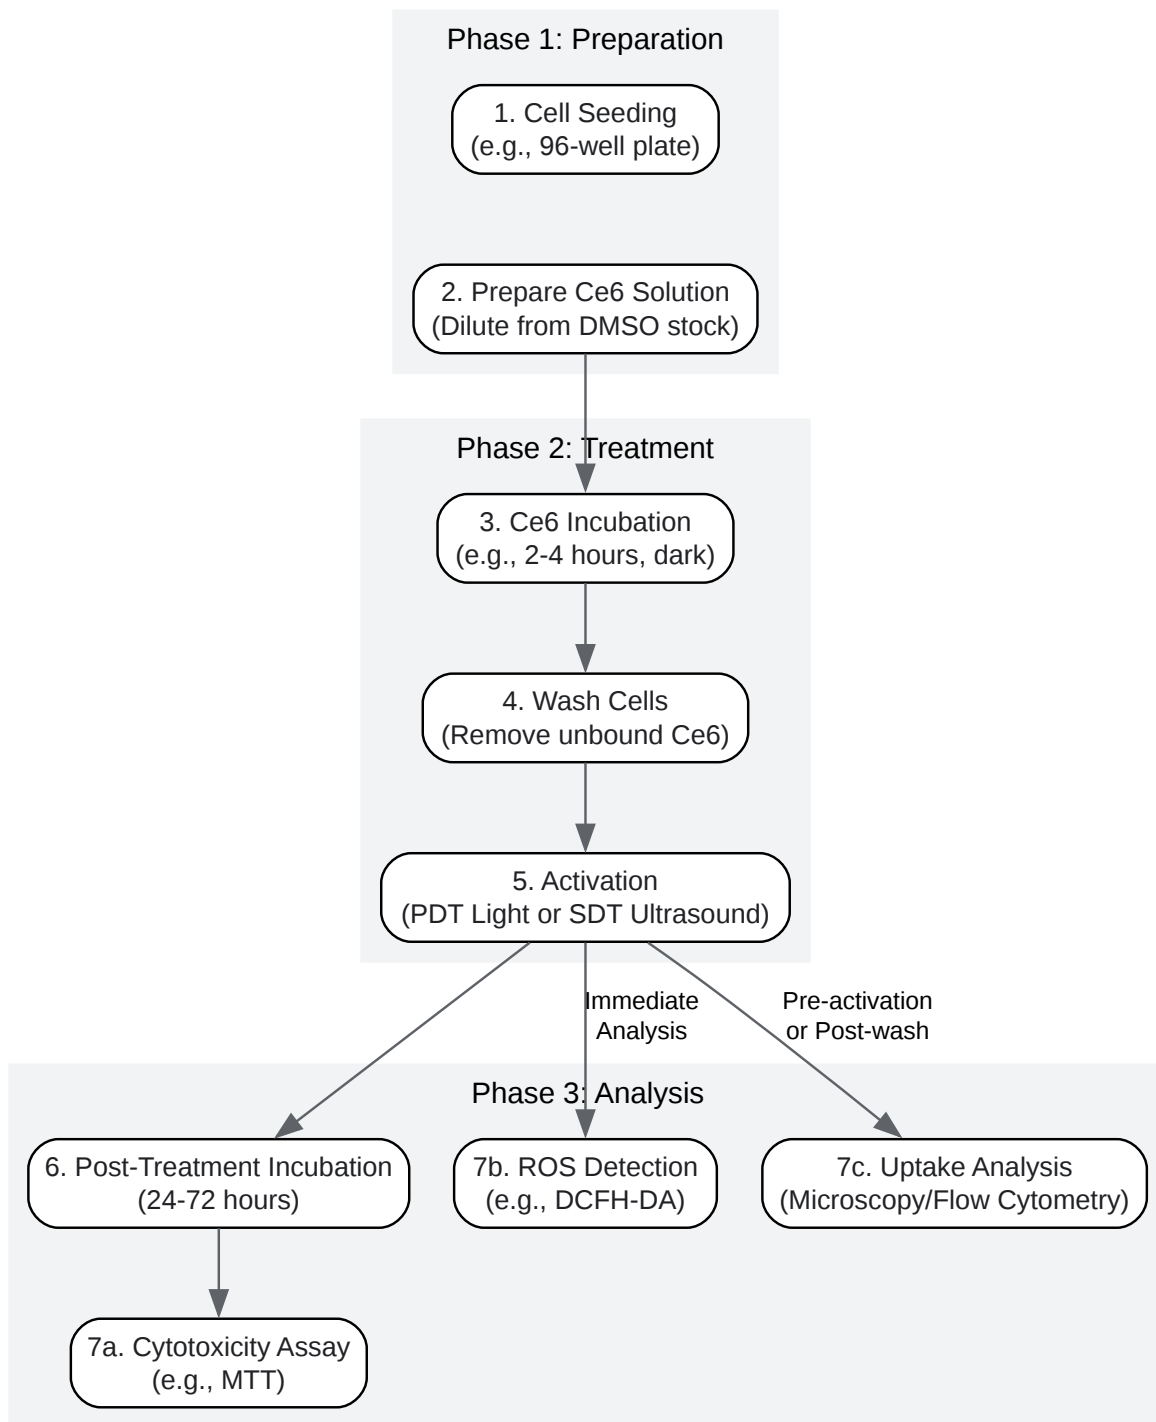 Phase 1: Preparation
1. Cell Seeding
(e.g., 96-well plate)
2. Prepare Ce6 Solution
(Dilute from DMSO stock)
Phase 2: Treatment
3. Ce6 Incubation
(e.g., 2-4 hours, dark)
4. Wash Cells
(Remove unbound Ce6)
5. Activation
(PDT Light or SDT Ultrasound)
Immediate
Analysis
Pre-activation
or Post-wash
Phase 3: Analysis
6. Post-Treatment Incubation
(24-72 hours)
7b. ROS Detection
(e.g., DCFH-DA)
7c. Uptake Analysis
(Microscopy/Flow Cytometry)
7a. Cytotoxicity Assay
(e.g., MTT)